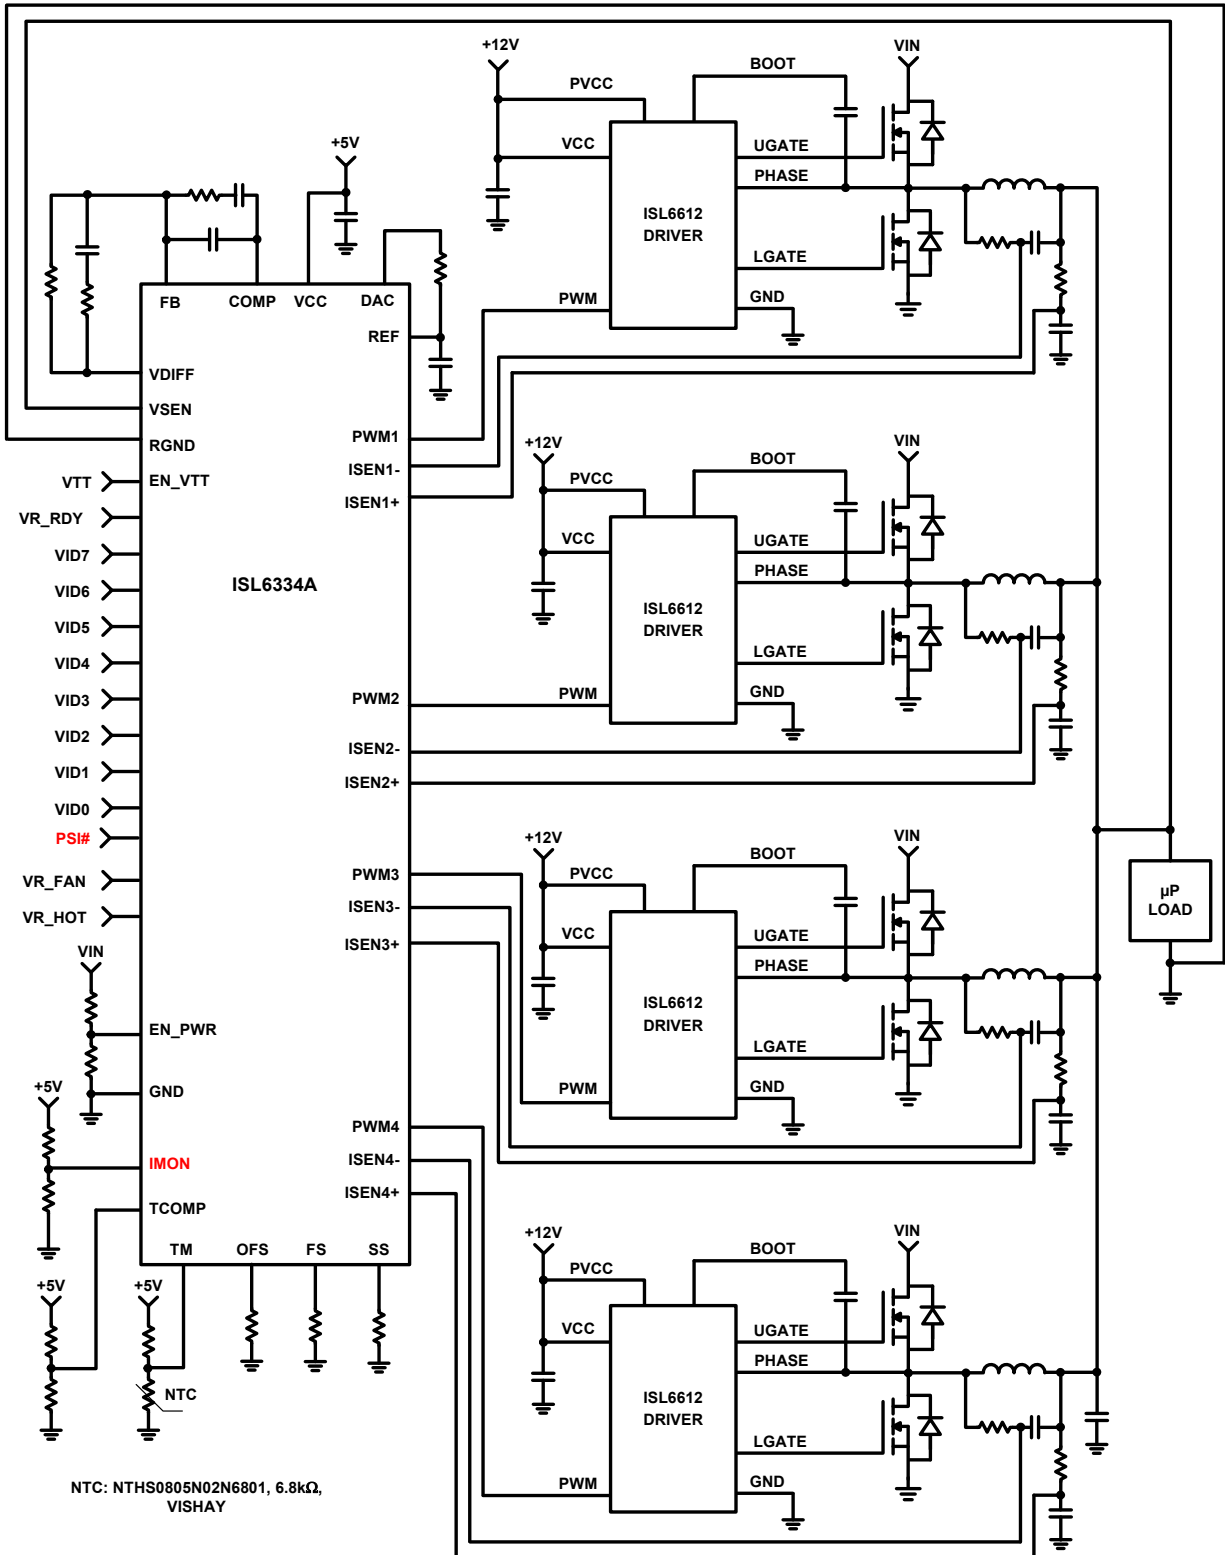 +12V
PVCC
VCC
BOOT
VIN
UGATE
PHASE
ISL6612
DRIVER
LGATE
PWM
GND
+5V
FB
COMP
VCC
DAC
REF
VDIFF
VSEN
RGND
EN_VTT
VTT
VR_RDY
VID7
VID6
VID5
VID4
VID3
VID2
VID1
VID0
PSI#
VR_FAN
VR_HOT
VIN
EN_PWR
GND
+5V
IMON
TCOMP
TM
OFS
FS
SS
ISL6334A
PWM1
ISEN1-
ISEN1+
PWM2
ISEN2-
ISEN2+
PWM3
ISEN3-
ISEN3+
PWM4
ISEN4-
ISEN4+
+12V
PVCC
VCC
BOOT
VIN
UGATE
PHASE
ISL6612
DRIVER
LGATE
PWM
GND
+12V
PVCC
VCC
BOOT
VIN
UGATE
PHASE
ISL6612
DRIVER
LGATE
PWM
GND
µP
LOAD
+12V
PVCC
VCC
BOOT
VIN
UGATE
PHASE
ISL6612
DRIVER
LGATE
PWM
GND
+5V
+5V
NTC
NTC: NTHS0805N02N6801, 6.8kΩ,
VISHAY